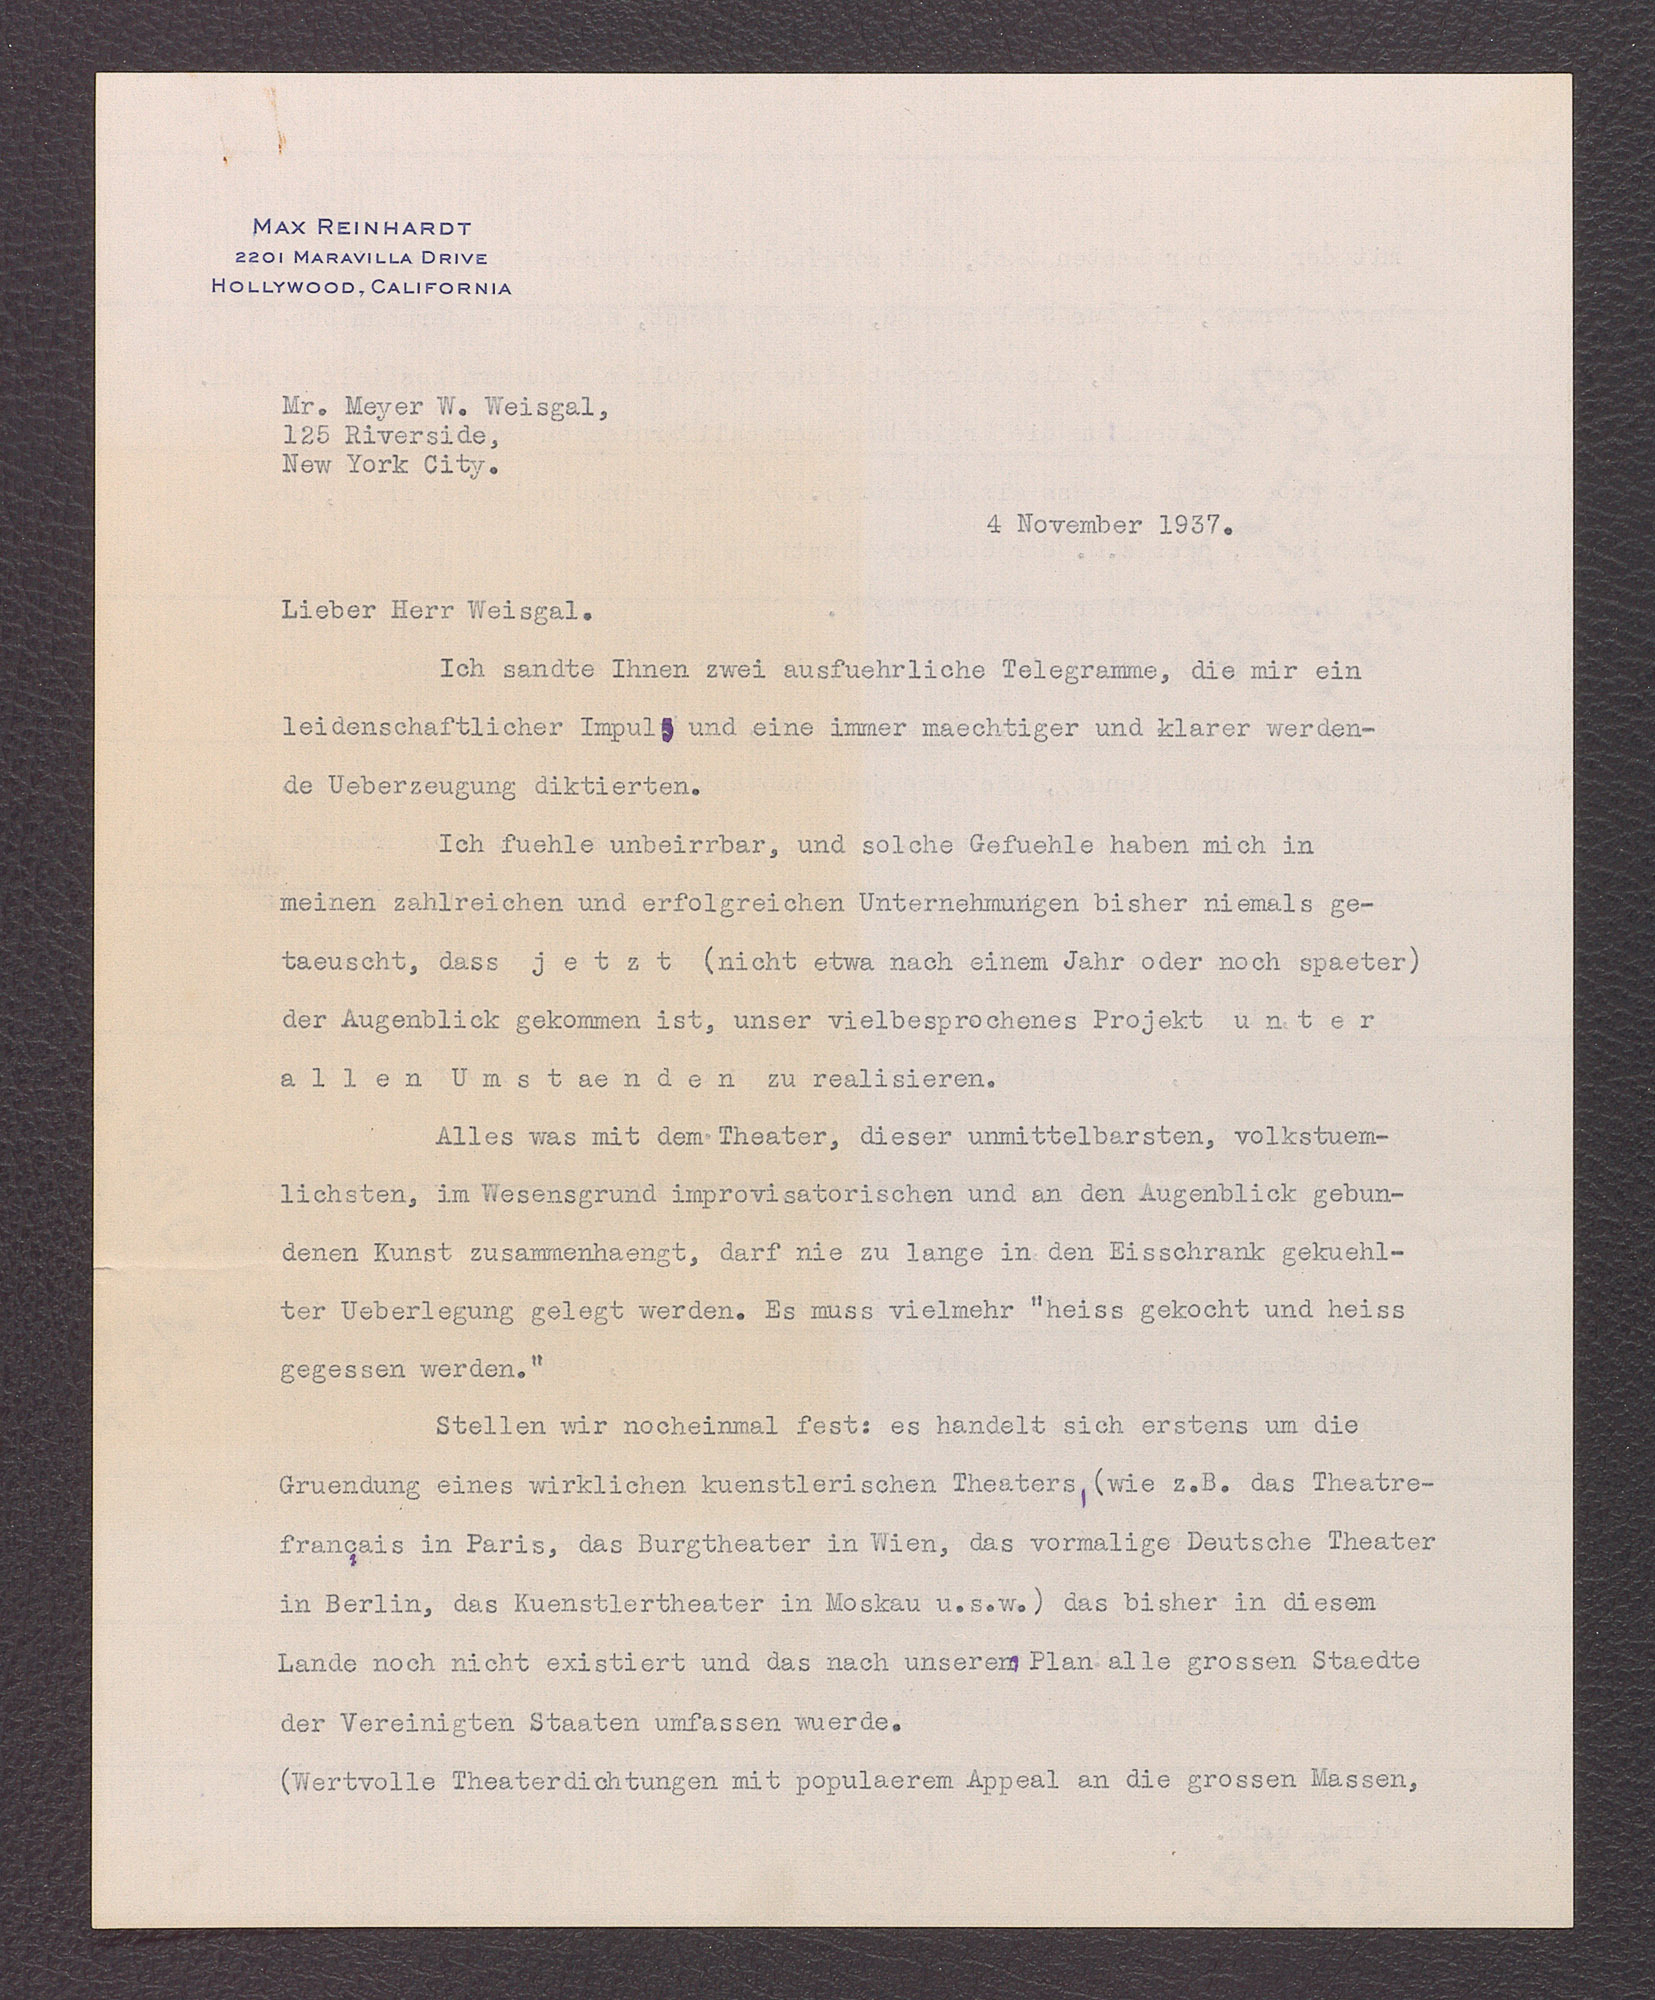 MAX REINHARDT
2201 MARAVILLA DRIVE
HOLLYWOOD, CALIFORNIA
Mr. Meyer W. Weisgal,
125 Riverside,
New York City.
4 November 1937.
Lieber Herr Weisgal.
Ich sandte Ihnen zwei ausfuehrliche Telegramme, die mir ein
leidenschaftlicher Impuls und eine immer maechtiger und klarer werden-
de Ueberzeugung diktierten.
Ich fuehle unbeirrbar, und solche Gefuehle haben mich in
meinen zahlreichen und erfolgreichen Unternehmungen bisher niemals ge-
taeuscht, dass j e t z t (nicht etwa nach einem Jahr oder noch spaeter)
der Augenblick gekommen ist, unser vielbesprochenes Projekt u n t e r
a l l e n U m s t ae n d e n zu realisieren.
Alles was mit dem Theater, dieser unmittelbarsten, volkstuem-
lichsten, im Wesensgrund improvisatorischen und an den Augenblick gebun-
denen Kunst zusammenhaengt, darf nie zu lange in den Eisschrank gekuehl-
ter Ueberlegung gelegt werden. Es muss vielmehr "heiss gekocht und heiss
gegessen werden."
Stellen wir nocheinmal fest: es handelt sich erstens um die
Gruendung eines wirklichen kuenstlerischen Theaters, (wie z.B. das Theatre-
français in Paris, das Burgtheater in Wien, das vormalige Deutsche Theater
in Berlin, das Kuenstlertheater in Moskau u.s.w.) das bisher in diesem
Lande noch nicht existiert und das nach unserem Plan alle grossen Staedte
der Vereinigten Staaten umfassen wuerde.
(Wertvolle Theaterdichtungen mit populaerem Appeal an die grossen Massen,